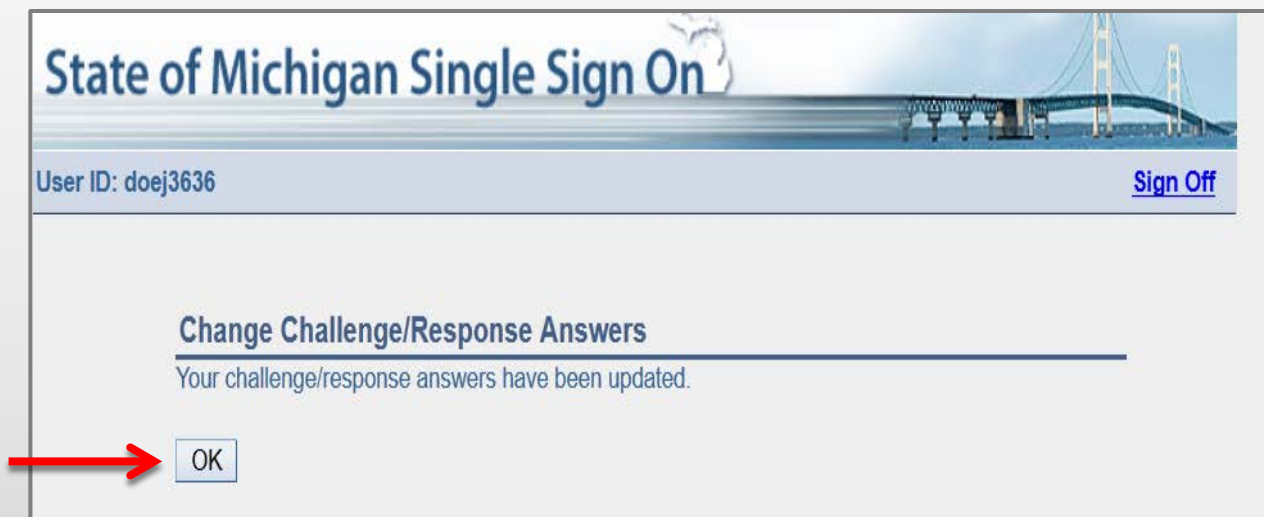 State of Michigan Single Sign On
User ID: doej3636 Sign Off
Change Challenge/Response Answers
Your challenge/response answers have been updated.
OK